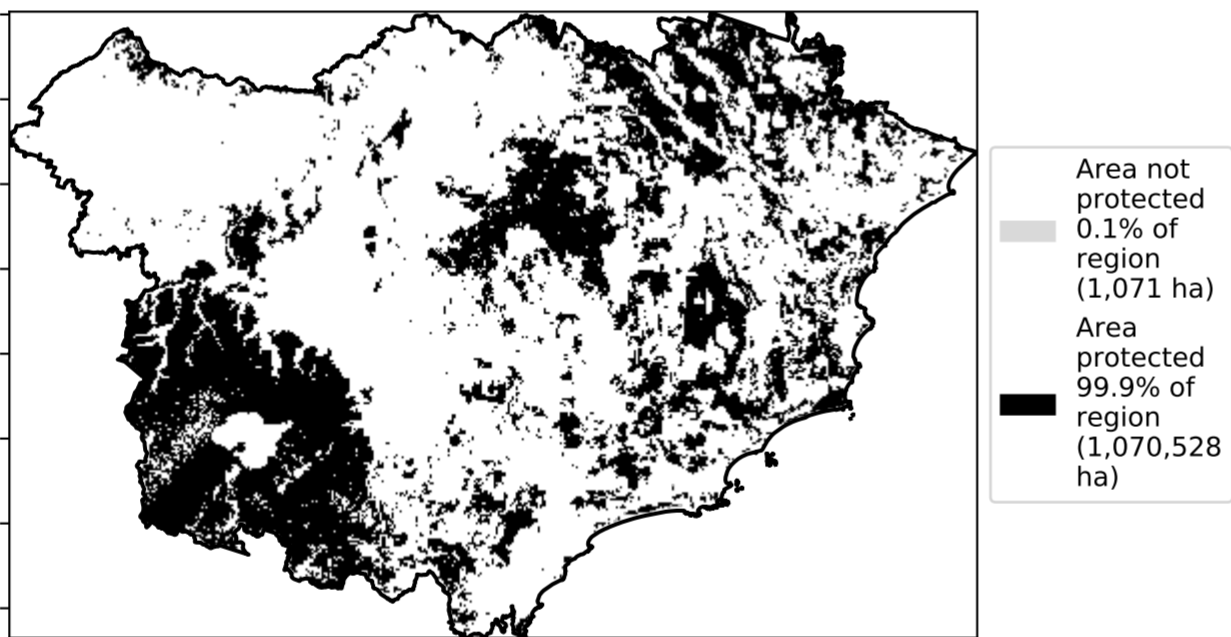 Area not
protected
0.1% of
region
(1,071 ha)
Area
protected
99.9% of
region
(1,070,528
ha)